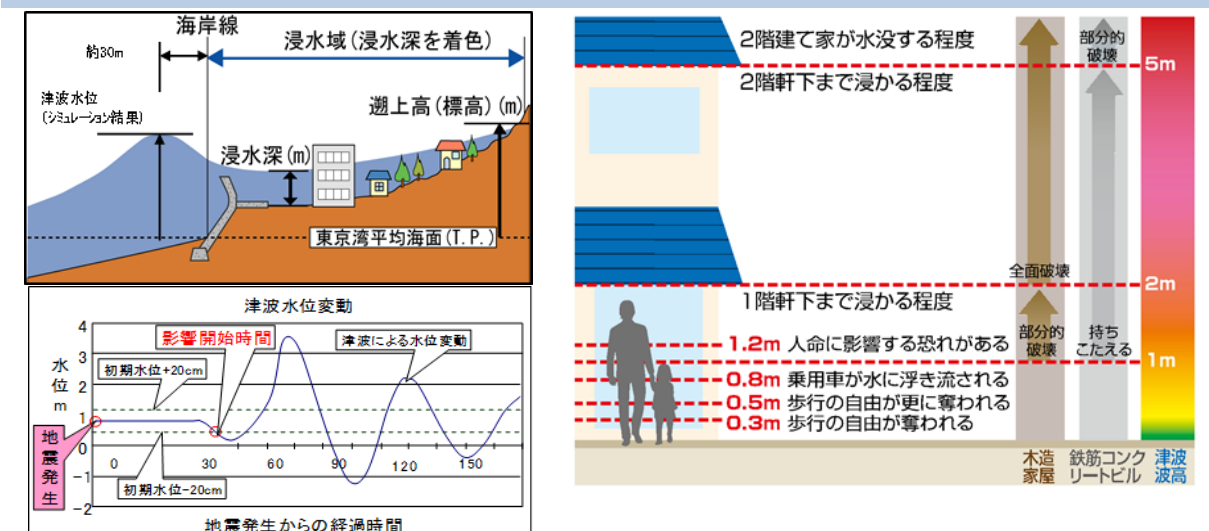 海岸線
約30m
浸水域(浸水深を着色)
津波水位
(シミュレーション結果)
遡上高(標高)(m)
浸水深(m)
東京湾平均海面(T.P.)
津波水位変動
影響開始時間
津波による水位変動
初期水位+20cm
水位
m
4
3
2
1
0
-1
-2
地震発生
0 30 60 90 120 150
初期水位-20cm
地震発生からの経過時間
2階建て家が水没する程度
2階軒下まで浸かる程度
1階軒下まで浸かる程度
1.2m 人命に影響する恐れがある
0.8m 乗用車が水に浮き流される
0.5m 歩行の自由が更に奪われる
0.3m 歩行の自由が奪われる
全面破壊
部分的
破壊
木造
家屋
部分的
破壊
持ち
こたえる
鉄筋コンク
リートビル
5m
2m
1m
津波
波高